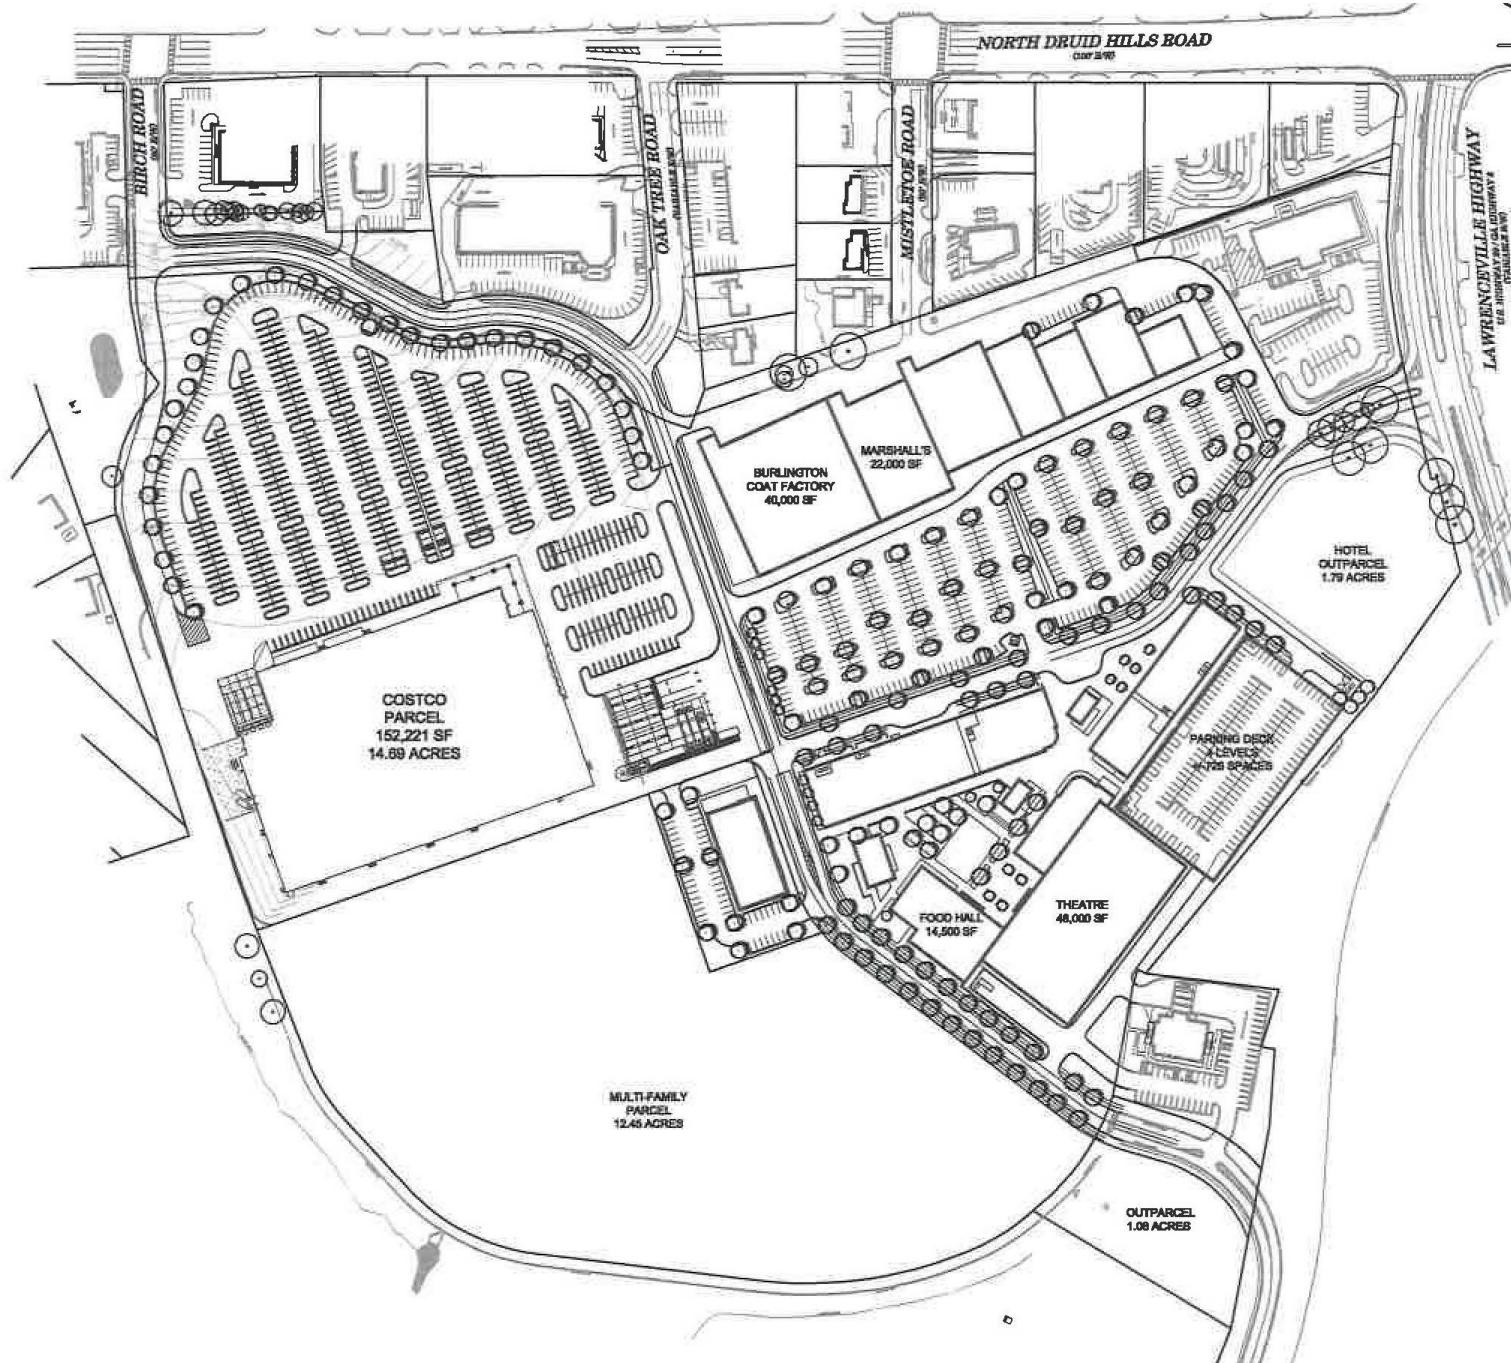 NORTH DRUID HILLS ROAD
(100' R/W)
BIRCH ROAD
OAK TREE ROAD
MISTLETOE ROAD
LAWRENCEVILLE HIGHWAY
BURLINGTON
COAT FACTORY
40,000 SF
MARSHALL'S
22,000 SF
HOTEL
OUTPARCEL
1.79 ACRES
COSTCO
PARCEL
152,221 SF
14.69 ACRES
PARKING DECK
4 LEVELS
+/-726 SPACES
THEATRE
48,000 SF
FOOD HALL
14,500 SF
MULTI-FAMILY
PARCEL
12.45 ACRES
OUTPARCEL
1.08 ACRES